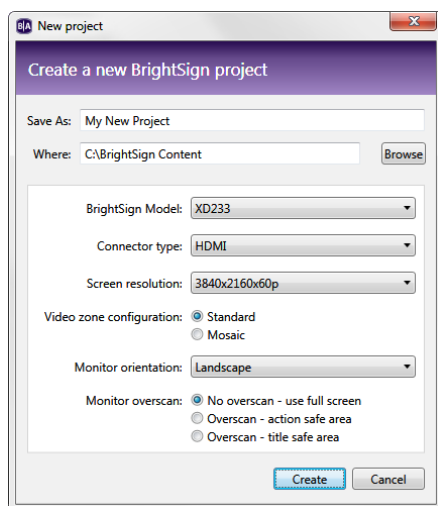 B|A New project
Create a new BrightSign project
Save As: My New Project
Where: C:\BrightSign Content Browse
BrightSign Model: XD233
Connector type: HDMI
Screen resolution: 3840x2160x60p
Video zone configuration: Standard
Mosaic
Monitor orientation: Landscape
Monitor overscan: No overscan - use full screen
Overscan - action safe area
Overscan - title safe area
Create Cancel